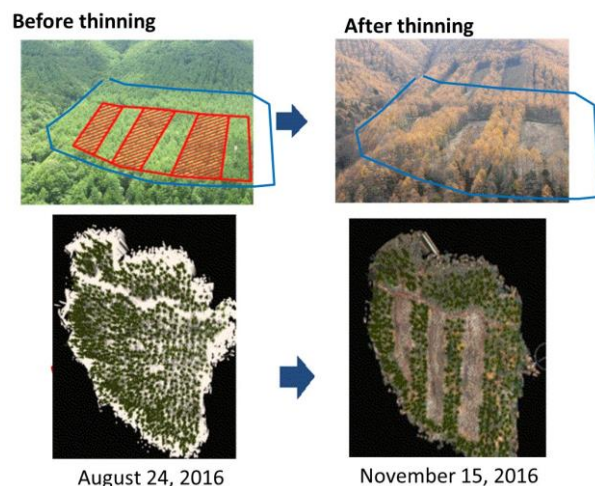 Before thinning
After thinning
August 24, 2016
November 15, 2016